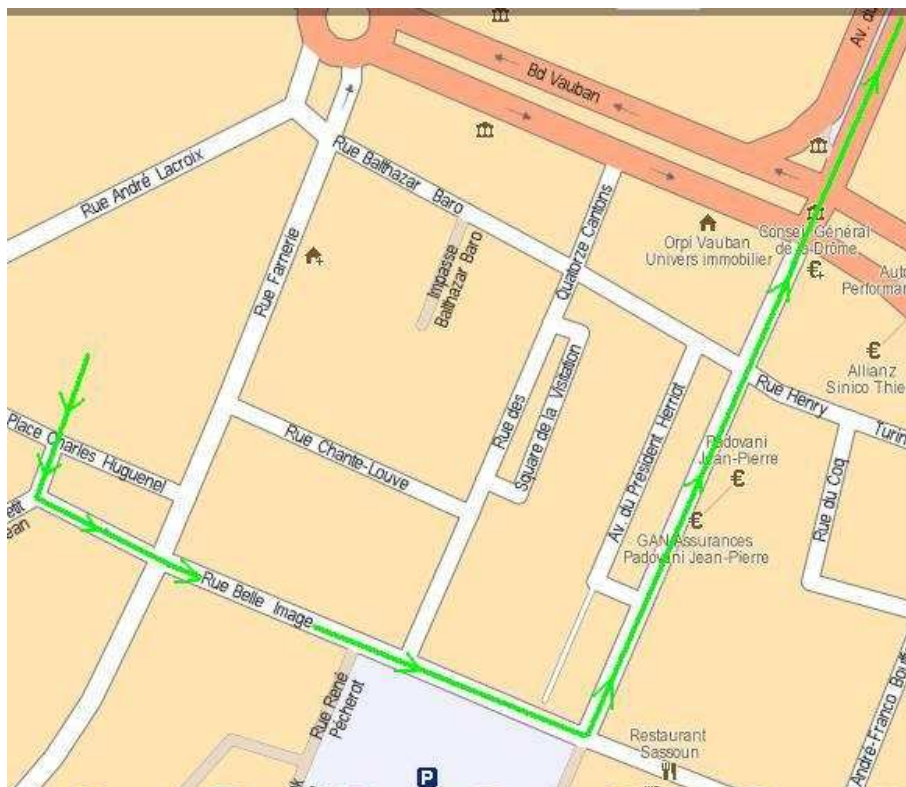 Av. du
Bd Vauban
Rue André Lacroix
Rue Balthazar Baro
Rue Farnerie
Impasse
Balthazar Baro
Quatorze Cantons
Rue des
Orpi Vauban
Univers immobilier
Conseil Général
de la Drôme
Auto
Performan
Allianz
Sinico Thie
Rue Henry
Turin
Place Charles Huguenel
Rue Chante-Louve
Square de la Visitation
Av. du Président Herriot
Padovani
Jean-Pierre
GAN Assurances
Padovani Jean-Pierre
Rue du Coq
etit
ean
Rue Belle Image
Rue René
Pécherot
Restaurant
Sassoun
André-Franco Bouff
P